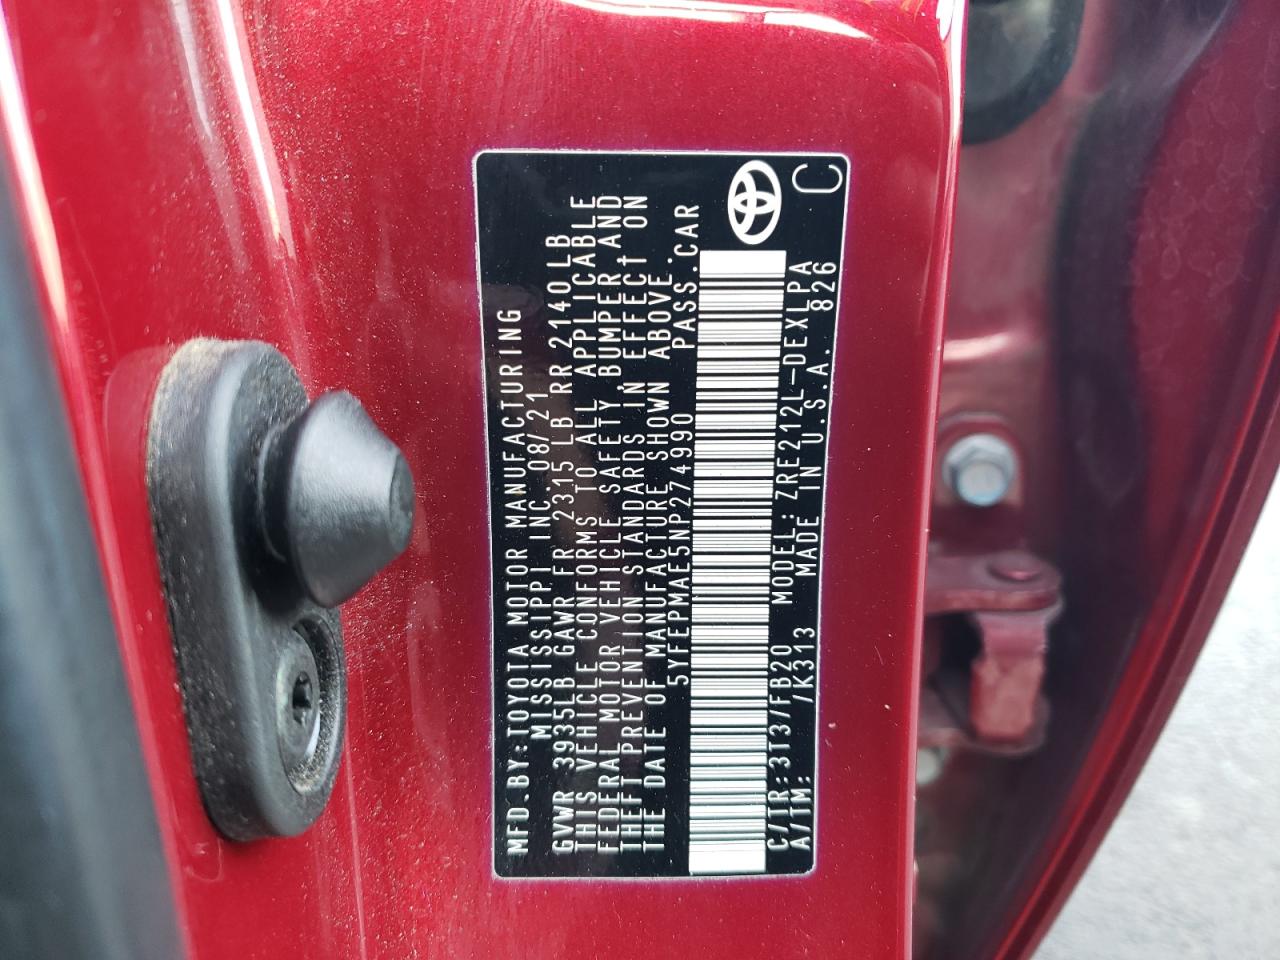 MFD.BY:TOYOTA MOTOR MANUFACTURING
MISSISSIPPI INC. 08/21
GVWR 3935LB GAWR FR 2315LB RR 2140LB
THIS VEHICLE CONFORMS TO ALL APPLICABLE
FEDERAL MOTOR VEHICLE SAFETY, BUMPER, AND
THEFT PREVENTION STANDARDS IN EFFECT ON
THE DATE OF MANUFACTURE SHOWN ABOVE.
5YFEPMAE5NP274990 PASS.CAR
C/TR:3T3/FB20 MODEL:ZRE212L-DEXLPA
A/TM: /K313 MADE IN U.S.A. 826
C